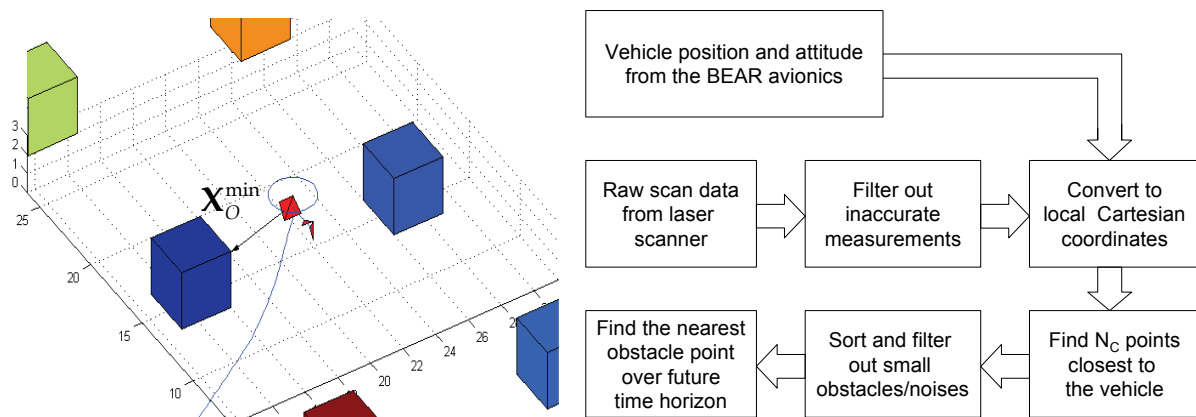 3
2
1
0
25
20
15
10
X_O^min
18
20
22
24
26
28
Vehicle position and attitude
from the BEAR avionics
Raw scan data
from laser
scanner
Filter out
inaccurate
measurements
Convert to
local Cartesian
coordinates
Find the nearest
obstacle point
over future
time horizon
Sort and filter
out small
obstacles/noises
Find N_C points
closest to
the vehicle